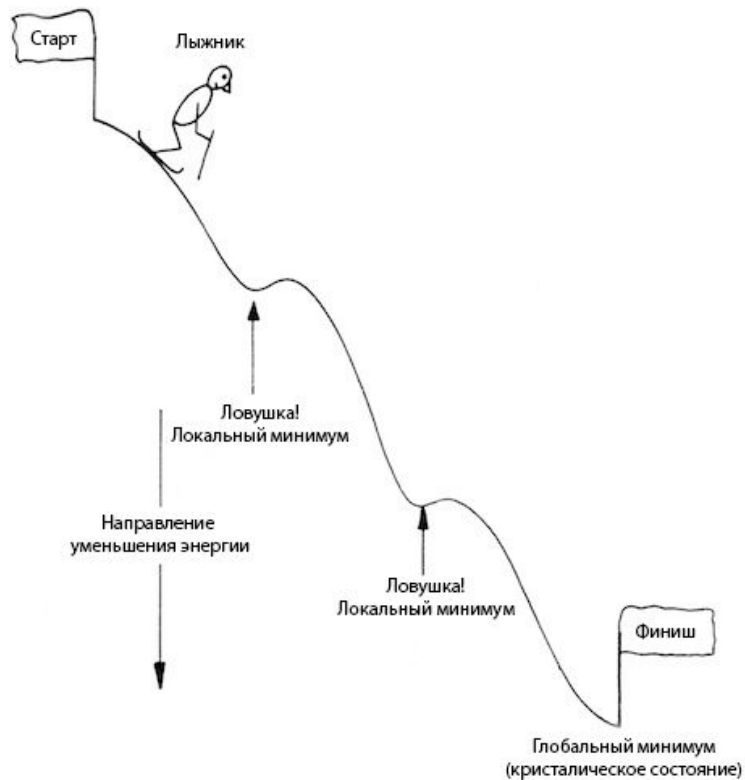 Старт
Лыжник
Ловушка!
Локальный минимум
Направление
уменьшения энергии
Ловушка!
Локальный минимум
Финиш
Глобальный минимум
(кристалическое состояние)